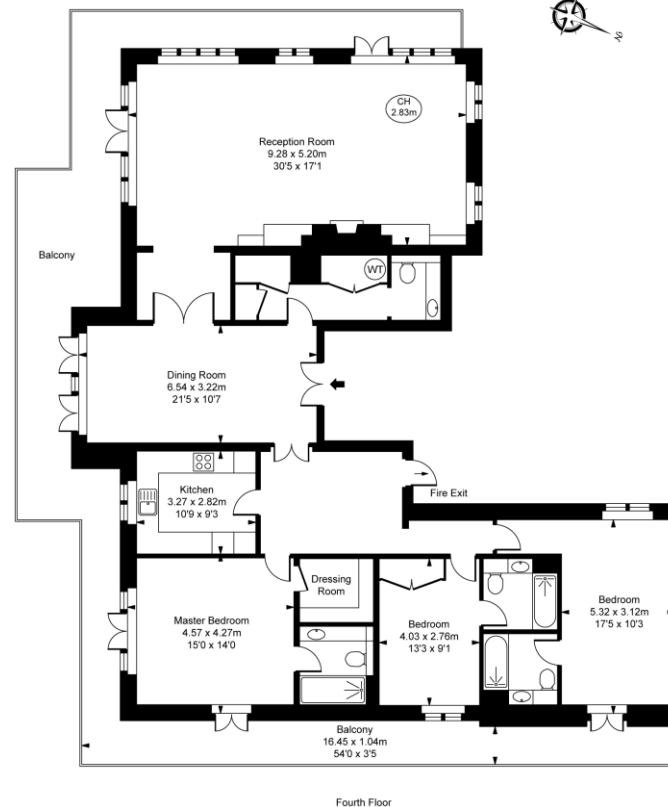 N
CH
2.83m
Reception Room
9.28 x 5.20m
30'5 x 17'1
Balcony
WT
Dining Room
6.54 x 3.22m
21'5 x 10'7
Kitchen
3.27 x 2.82m
10'9 x 9'3
Fire Exit
Dressing
Room
Master Bedroom
4.57 x 4.27m
15'0 x 14'0
Bedroom
4.03 x 2.76m
13'3 x 9'1
Bedroom
5.32 x 3.12m
17'5 x 10'3
Balcony
16.45 x 1.04m
54'0 x 3'5
Fourth Floor